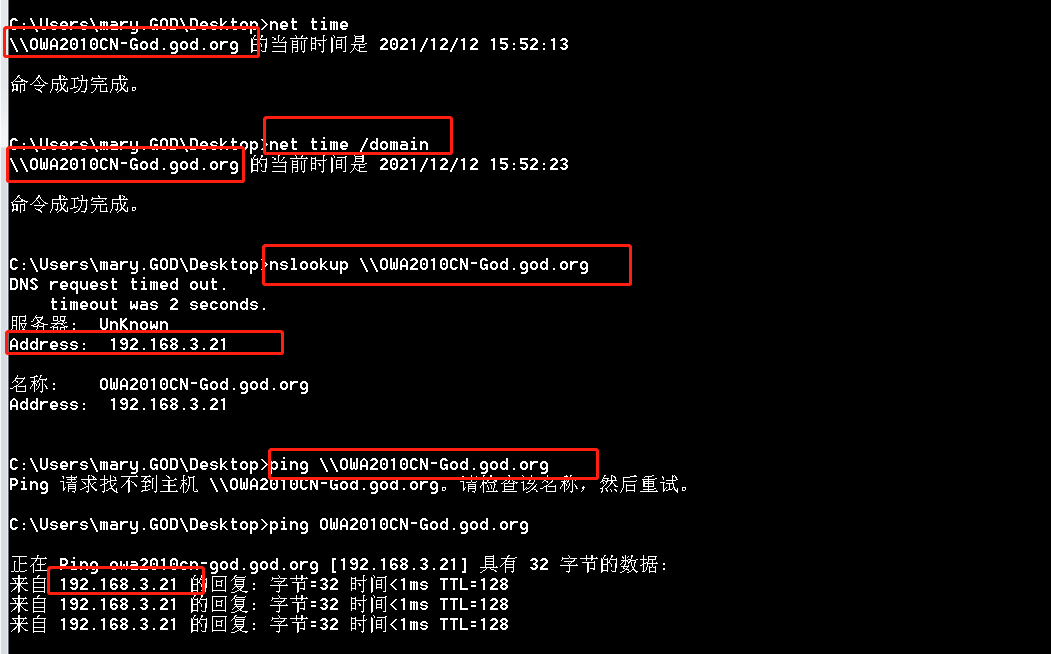 C:\Users\mary.GOD\Desktop>net time
\\OWA2010CN-God.god.org 的当前时间是 2021/12/12 15:52:13
命令成功完成。
C:\Users\mary.GOD\Desktop>net time /domain
\\OWA2010CN-God.god.org 的当前时间是 2021/12/12 15:52:23
命令成功完成。
C:\Users\mary.GOD\Desktop>nslookup \\OWA2010CN-God.god.org
DNS request timed out.
    timeout was 2 seconds.
服务器:  UnKnown
Address:  192.168.3.21
名称:    OWA2010CN-God.god.org
Address:  192.168.3.21
C:\Users\mary.GOD\Desktop>ping \\OWA2010CN-God.god.org
Ping 请求找不到主机 \\OWA2010CN-God.god.org。请检查该名称，然后重试。
C:\Users\mary.GOD\Desktop>ping OWA2010CN-God.god.org
正在 Ping owa2010cn-god.god.org [192.168.3.21] 具有 32 字节的数据:
来自 192.168.3.21 的回复: 字节=32 时间<1ms TTL=128
来自 192.168.3.21 的回复: 字节=32 时间<1ms TTL=128
来自 192.168.3.21 的回复: 字节=32 时间<1ms TTL=128